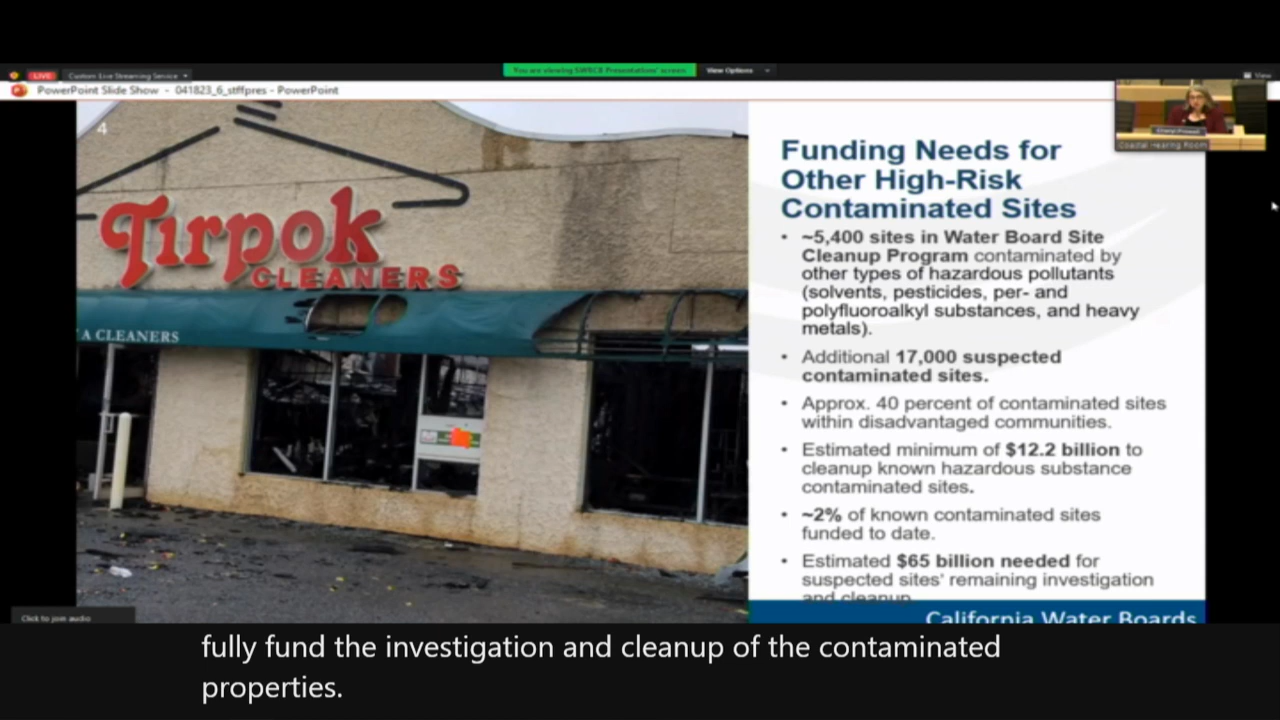 You are viewing SWRCB Presentations' screen
View Options
LIVE
Custom Live Streaming Service
View
PowerPoint Slide Show - 041823_6_stffpres - PowerPoint
4
Tirpok
CLEANERS
A CLEANERS
Coastal Hearing Room
Funding Needs for
Other High-Risk
Contaminated Sites
• ~5,400 sites in Water Board Site
Cleanup Program contaminated by
other types of hazardous pollutants
(solvents, pesticides, per- and
polyfluoroalkyl substances, and heavy
metals).
• Additional 17,000 suspected
contaminated sites.
• Approx. 40 percent of contaminated sites
within disadvantaged communities.
• Estimated minimum of $12.2 billion to
cleanup known hazardous substance
contaminated sites.
• ~2% of known contaminated sites
funded to date.
• Estimated $65 billion needed for
suspected sites' remaining investigation
and cleanup
California Water Boards
Click to join audio
fully fund the investigation and cleanup of the contaminated
properties.